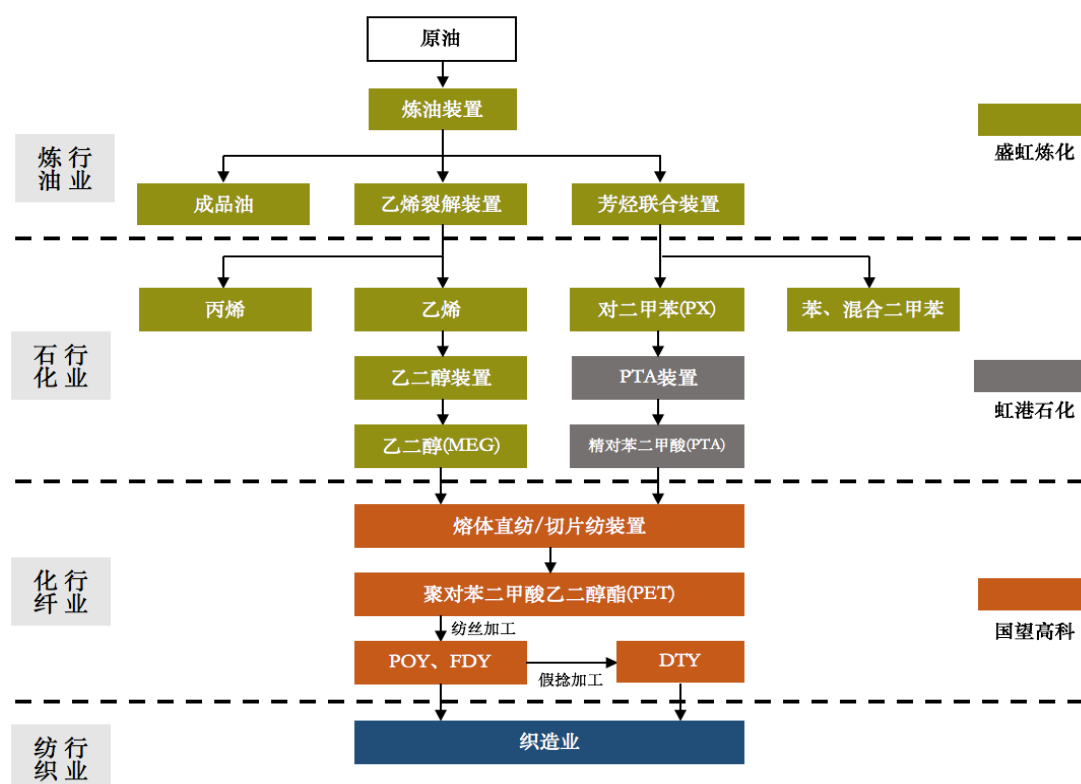 原油
炼油装置
炼油行业
盛虹炼化
成品油
乙烯裂解装置
芳烃联合装置
丙烯
乙烯
对二甲苯(PX)
苯、混合二甲苯
石化行业
乙二醇装置
PTA装置
虹港石化
乙二醇(MEG)
精对苯二甲酸(PTA)
熔体直纺/切片纺装置
化纤行业
聚对苯二甲酸乙二醇酯(PET)
国望高科
纺丝加工
POY、FDY
假捻加工
DTY
纺织行业
织造业